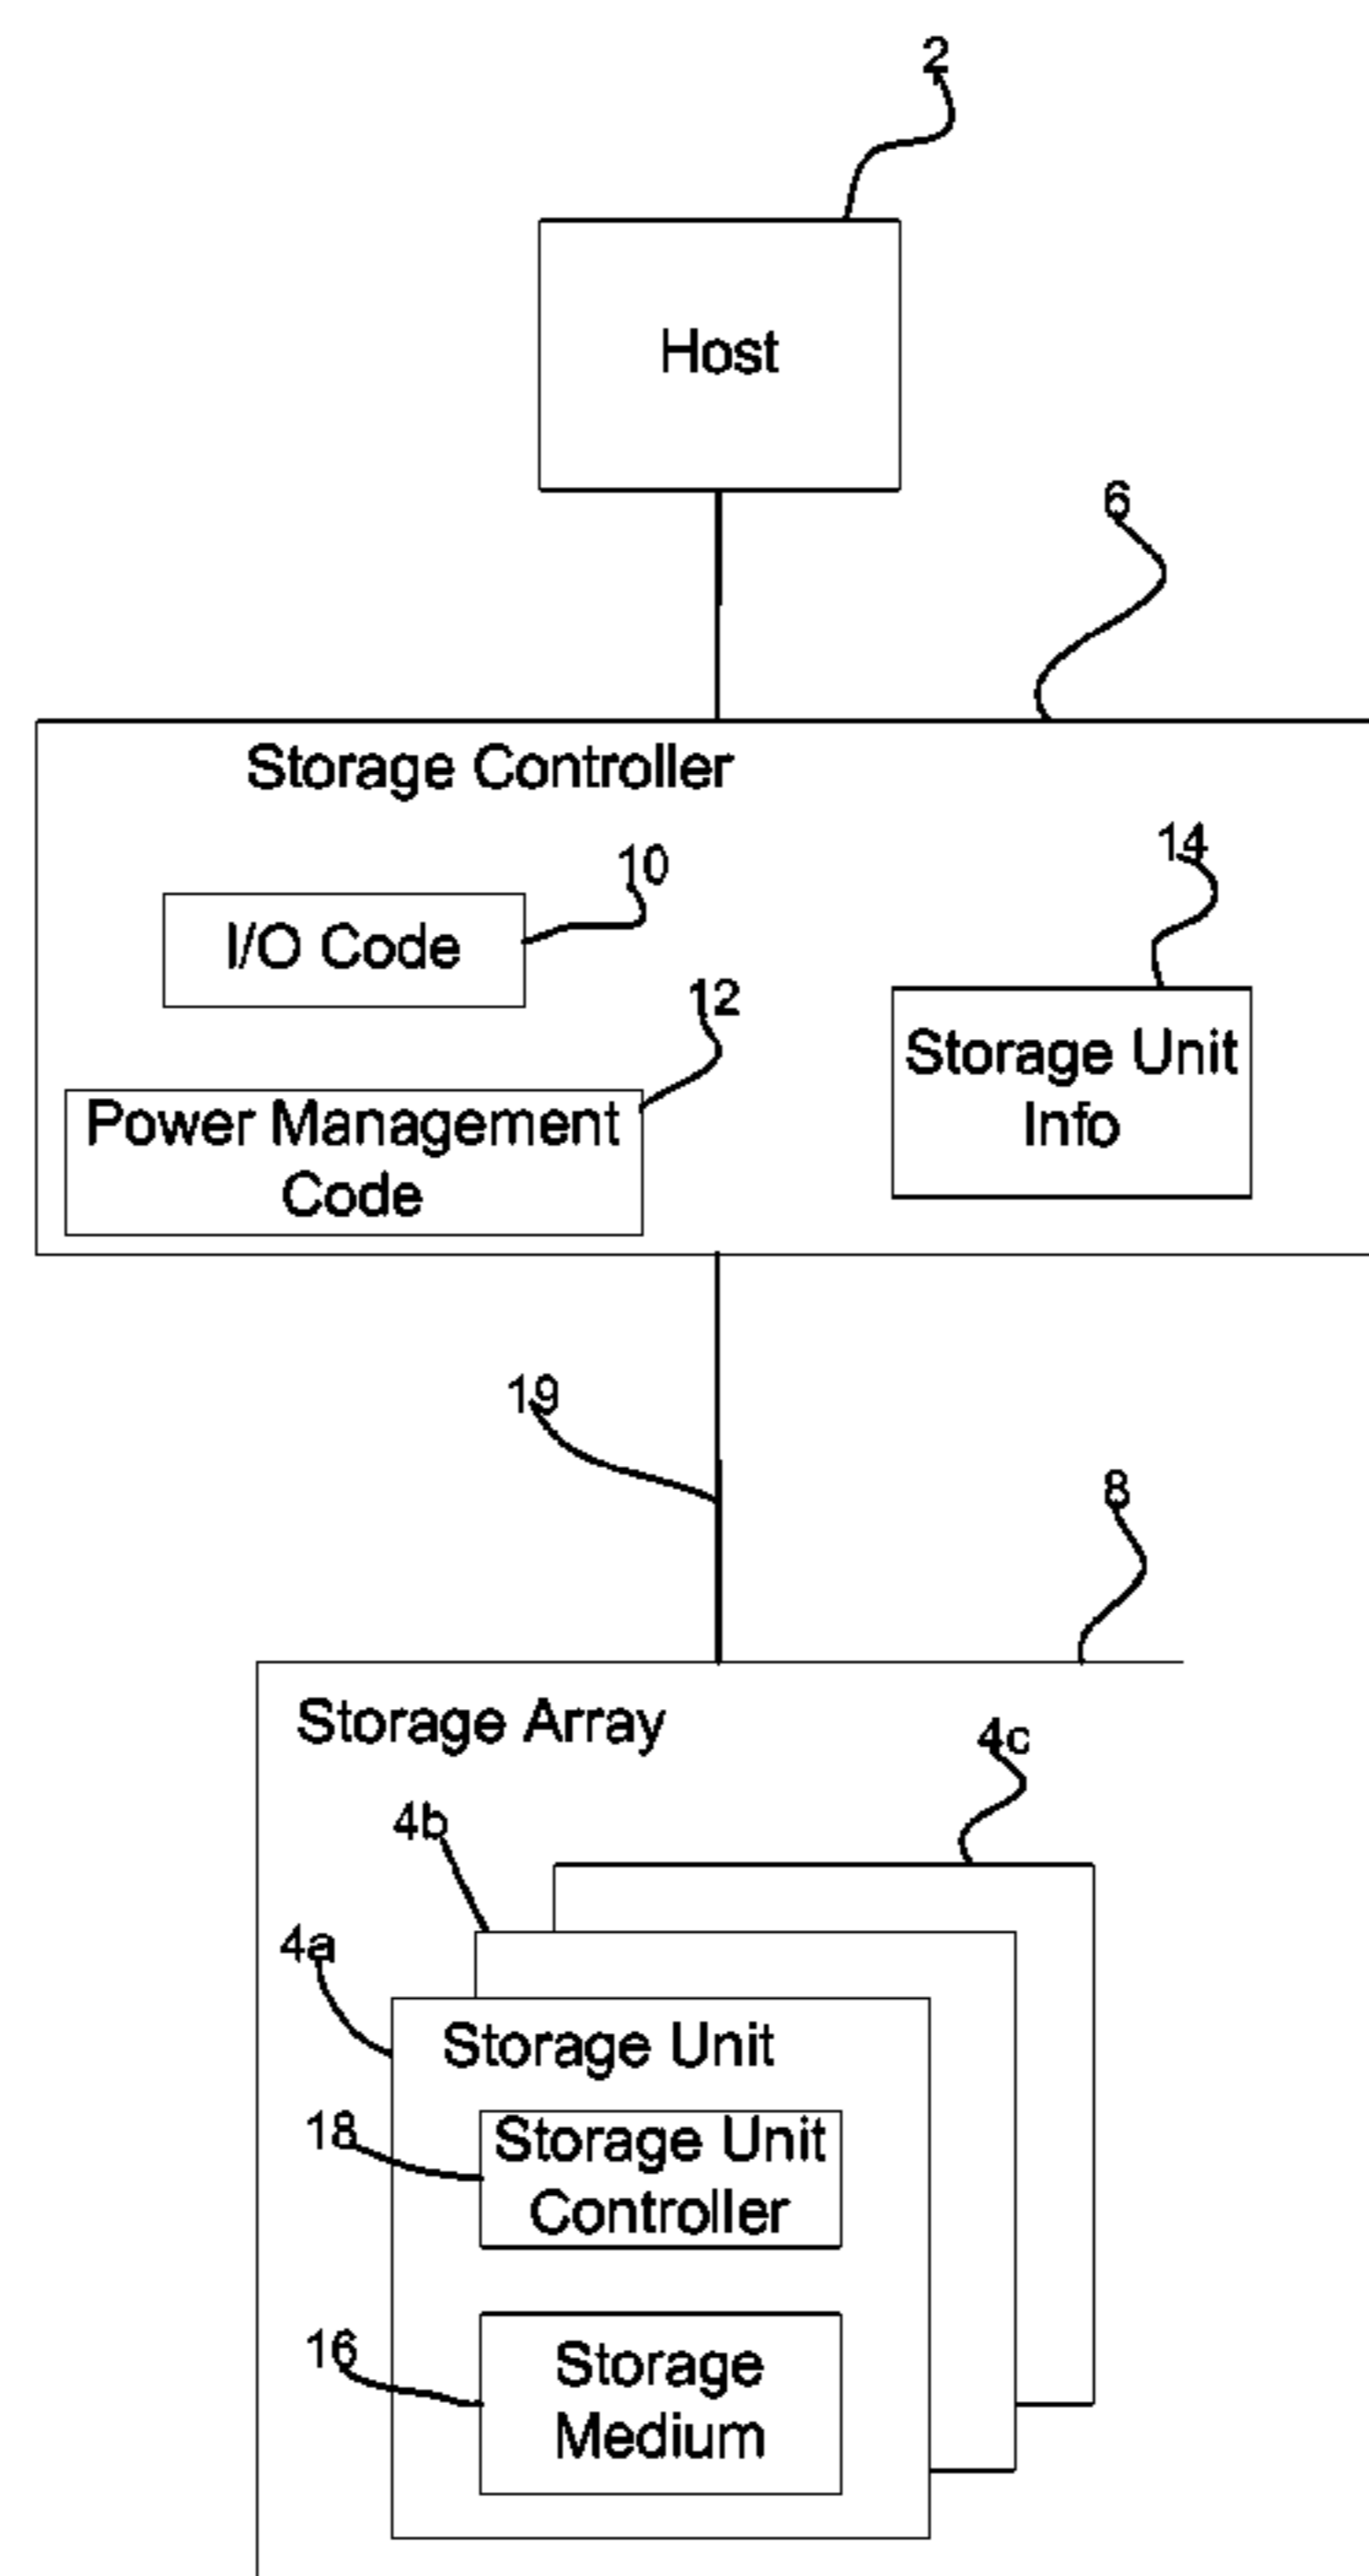 2
Host
6
Storage Controller
10
14
I/O Code
12
Storage Unit
Info
Power Management
Code
19
8
Storage Array
4c
4b
4a
Storage Unit
18
Storage Unit
Controller
16
Storage
Medium